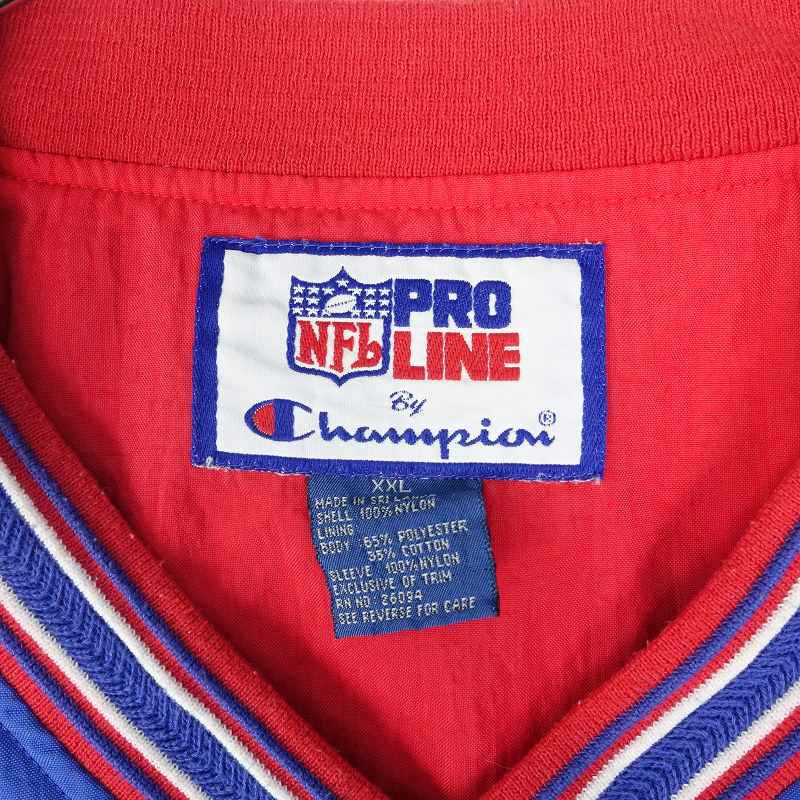 NFL PRO
LINE
By
Champion®
XXL
MADE IN SRI
SHELL 100% NYLON
LINING
BODY 65% POLYESTER
35% COTTON
SLEEVE 100% NYLON
EXCLUSIVE OF TRIM
RN NO: 26094
SEE REVERSE FOR CARE